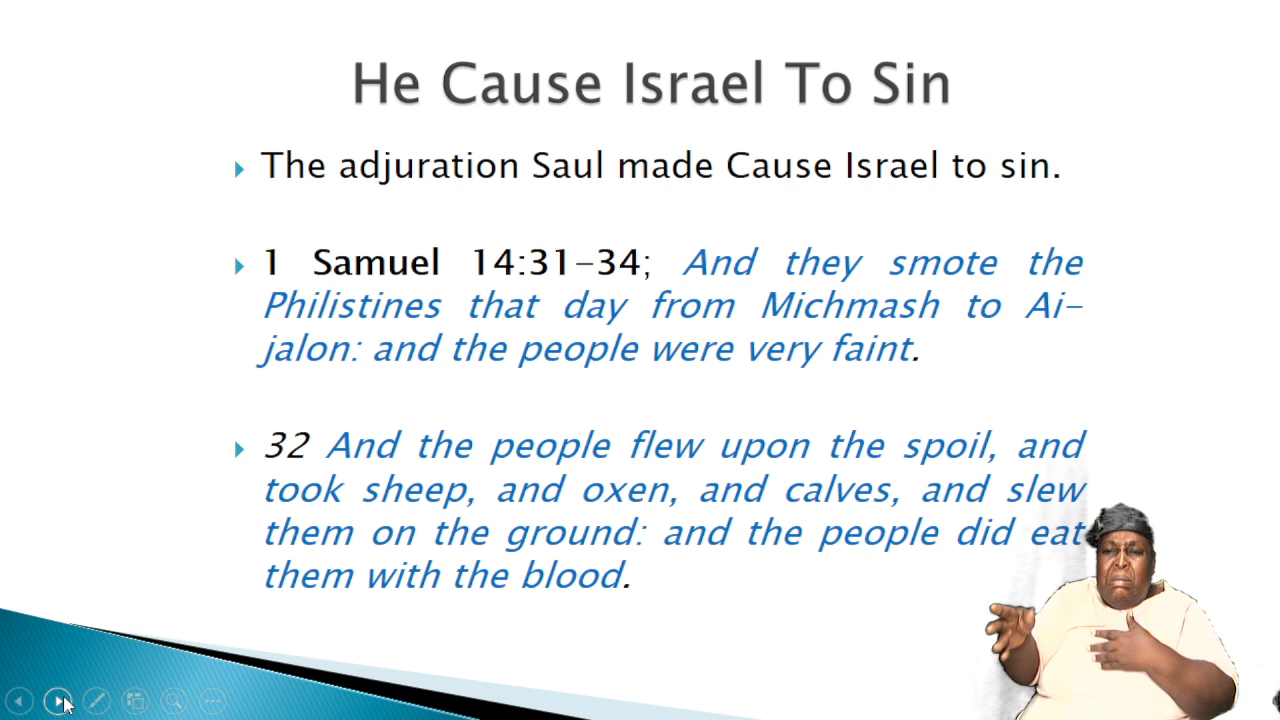 He Cause Israel To Sin
The adjuration Saul made Cause Israel to sin.
1 Samuel 14:31-34; And they smote the
Philistines that day from Michmash to Ai-
jalon: and the people were very faint.
32 And the people flew upon the spoil, and
took sheep, and oxen, and calves, and slew
them on the ground: and the people did eat
them with the blood.